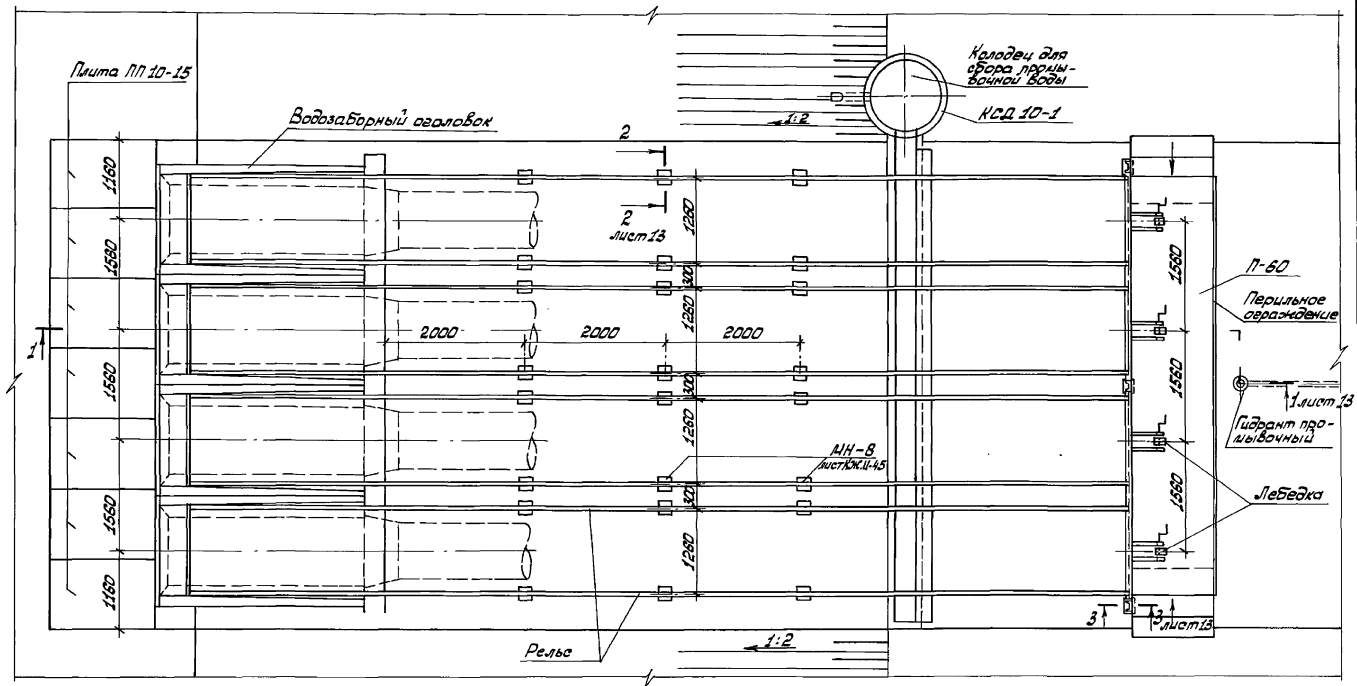 Плита ПП 10-15
Водозаборный оголовок
Колодец для
сбора промы-
вочной воды
КСД 10-1
1:2
2
2
лист 13
1160
1560
1560
1560
1160
1260
300
1260
300
1260
300
1260
2000
2000
2000
1
1 лист 13
МН-8
П-60
Перильное
ограждение
Гидрант про-
мывочный
Лебедка
1560
1560
1560
Рельс
1:2
3
3
лист 13